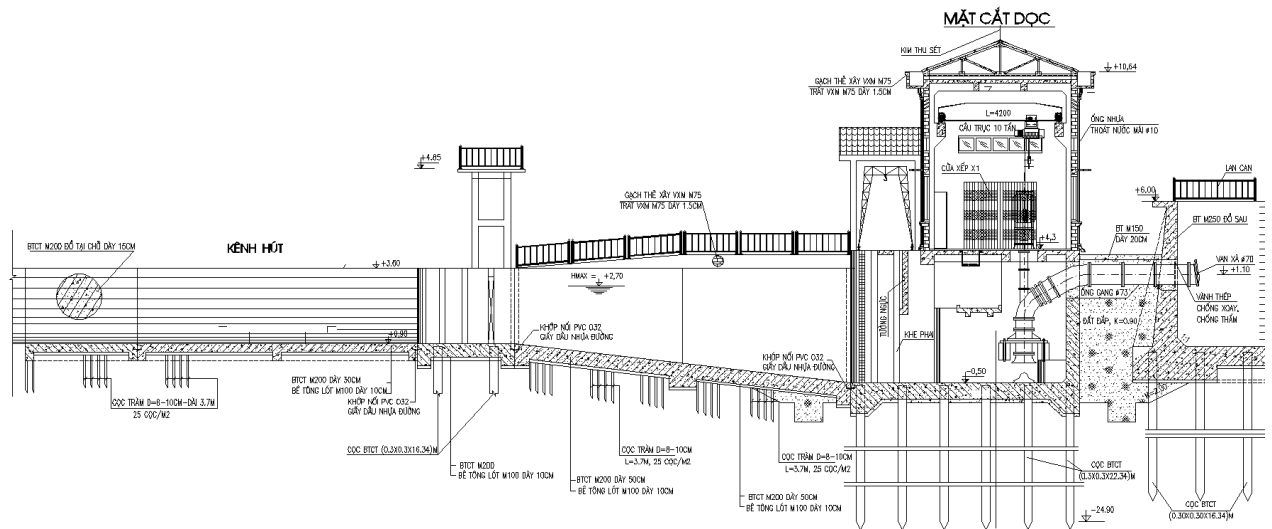 MẶT CẮT DỌC
KIM THU SÉT
+10,64
GẠCH THẺ XÂY VXM M75
TRÁT VXM M75 DÀY 1.5CM
L=4200
CẦU TRỤC 10 TẤN
ỐNG NHỰA
THOÁT NƯỚC MÁI ø10
+4.85
CỬA XẾP X1
LAN CAN
+6.00
GẠCH THẺ XÂY VXM M75
TRÁT VXM M75 DÀY 1.5CM
BT M250 ĐỔ SAU
BT M150
DÀY 20CM
KÊNH HÚT
BTCT M200 ĐỔ TẠI CHỖ DÀY 15CM
+4,3
+3.60
HMAX = +2,70
VAN XẢ ø70
+1.10
ỐNG GANG ø73
VÀNH THÉP
CHỐNG XOAY,
CHỐNG THẤM
TƯỜNG NGỰC
ĐẤT ĐẮP, K=0.90
KHE PHAI
+0,90
KHỚP NỐI PVC O32
GIẤY DẦU NHỰA ĐƯỜNG
KHỚP NỐI PVC O32
GIẤY DẦU NHỰA ĐƯỜNG
-0,50
BTCT M200 DÀY 30CM
BÊ TÔNG LÓT M100 DÀY 10CM
KHỚP NỐI PVC O32
GIẤY DẦU NHỰA ĐƯỜNG
CỌC TRÀM D=8-10CM-DÀI 3.7M
25 CỌC/M2
CỌC BTCT (0.3X0.3X16.34)M
BTCT M200
BÊ TÔNG LÓT M100 DÀY 10CM
CỌC TRÀM D=8-10CM
L=3.7M, 25 CỌC/M2
CỌC TRÀM D=8-10CM
L=3.7M, 25 CỌC/M2
BTCT M200 DÀY 50CM
BÊ TÔNG LÓT M100 DÀY 10CM
BTCT M200 DÀY 50CM
BÊ TÔNG LÓT M100 DÀY 10CM
CỌC BTCT
(0.3X0.3X22.34)M
CỌC BTCT
(0.30X0.30X16.34)M
-24.90